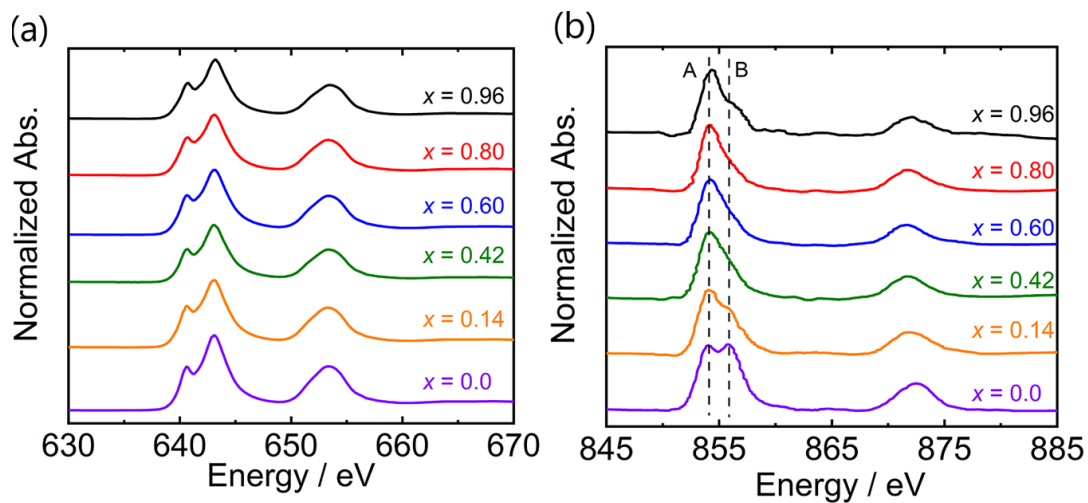 (a)
Normalized Abs.
x = 0.96
x = 0.80
x = 0.60
x = 0.42
x = 0.14
x = 0.0
630 640 650 660 670
Energy / eV
(b)
Normalized Abs.
A B
x = 0.96
x = 0.80
x = 0.60
x = 0.42
x = 0.14
x = 0.0
845 855 865 875 885
Energy / eV